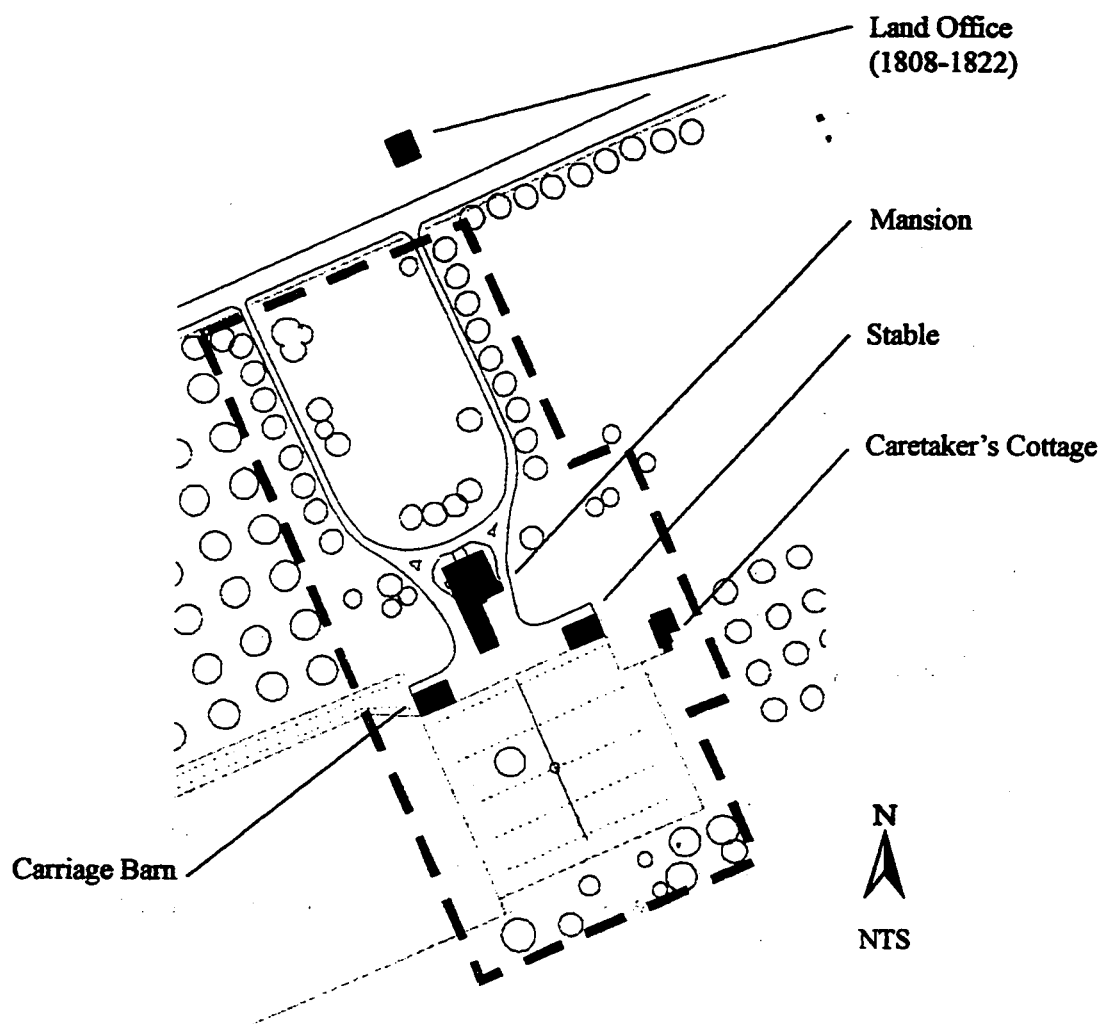 Land Office
(1808-1822)
Mansion
Stable
Caretaker's Cottage
Carriage Barn
N
NTS